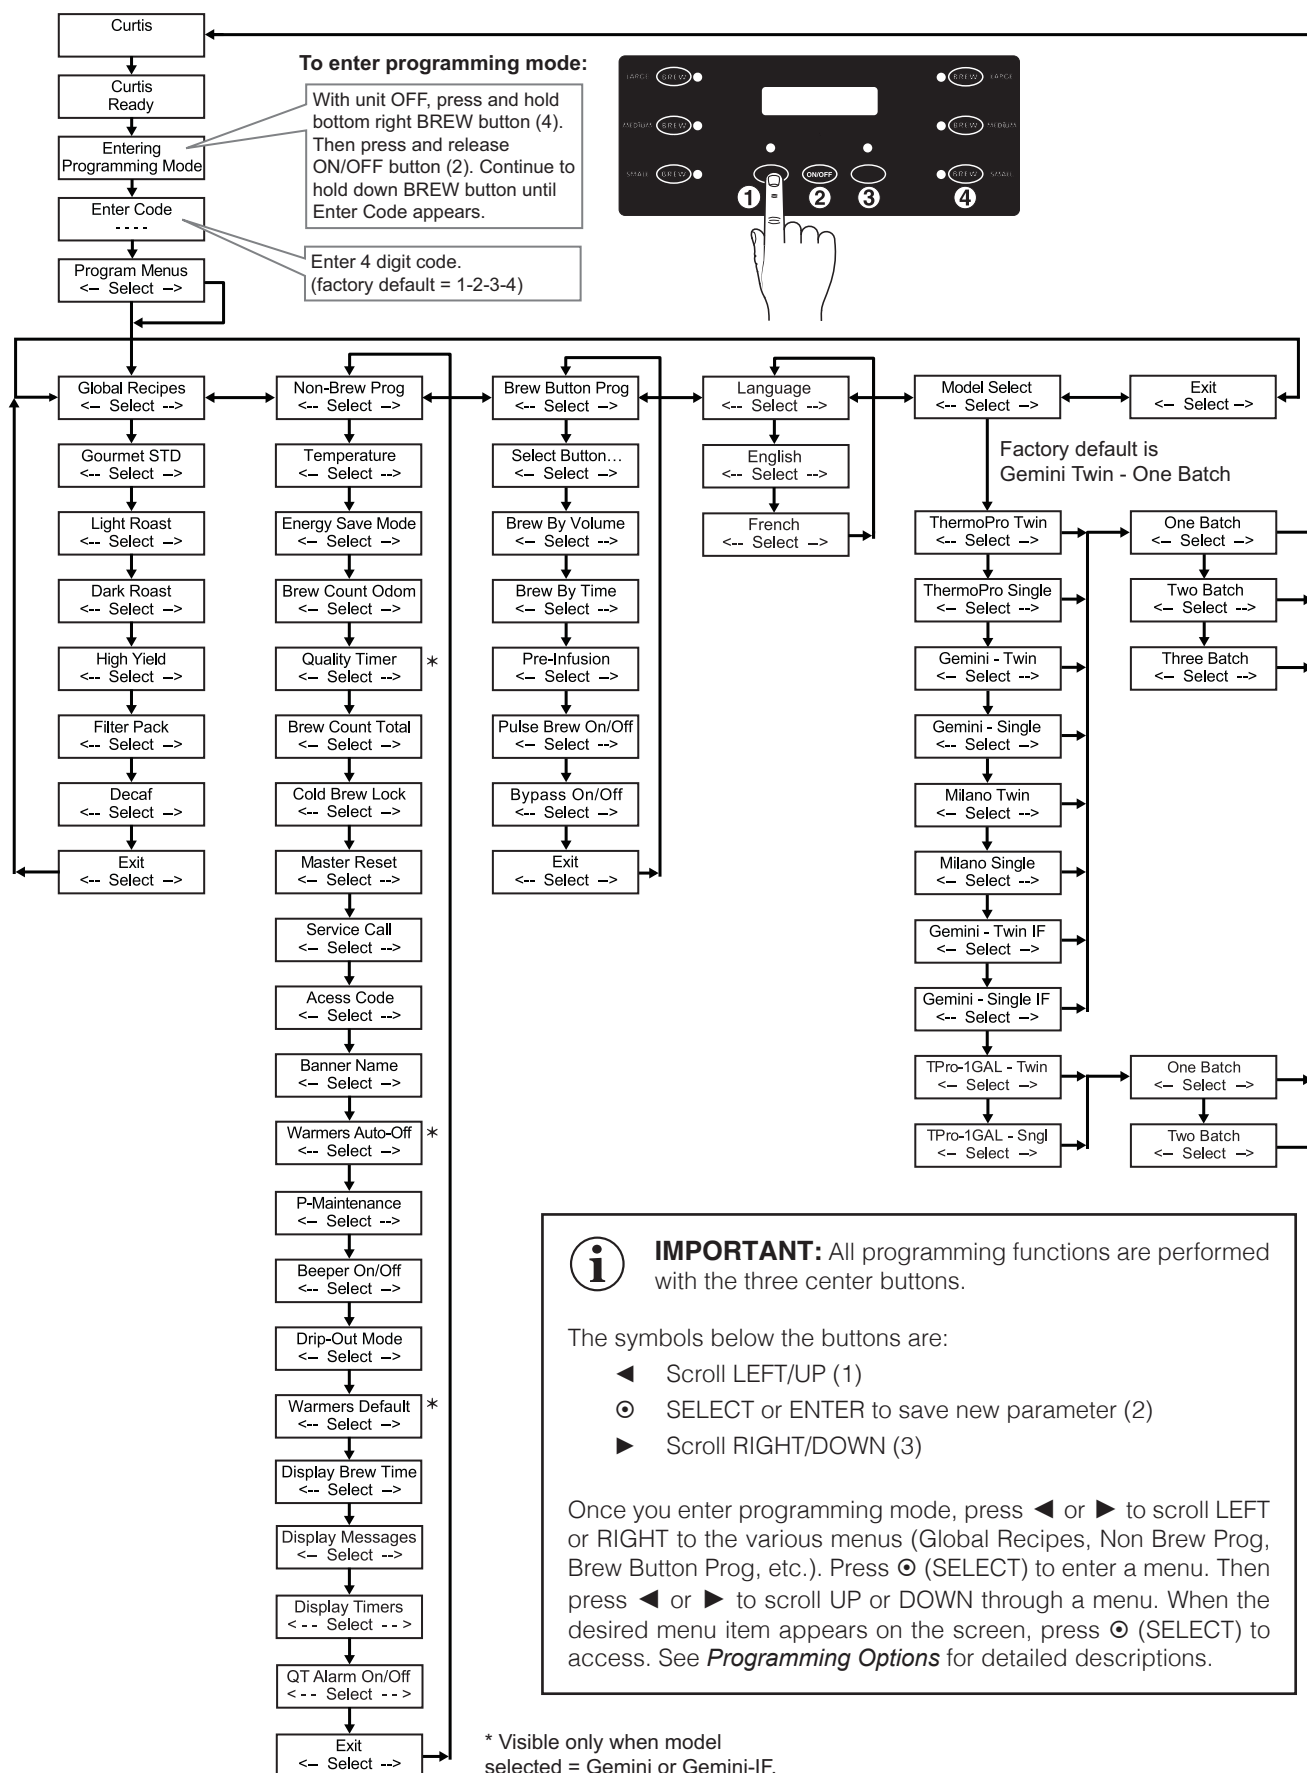 Curtis
Curtis
Ready
Entering
Programming Mode
Enter Code
- - - -
Program Menus
<-- Select -->
To enter programming mode:
With unit OFF, press and hold
bottom right BREW button (4).
Then press and release
ON/OFF button (2). Continue to
hold down BREW button until
Enter Code appears.
Enter 4 digit code.
(factory default = 1-2-3-4)
LARGE BREW
MEDIUM BREW
SMALL BREW
ON/OFF
BREW LARGE
BREW MEDIUM
BREW SMALL
1 2 3 4
Global Recipes
<-- Select -->
Gourmet STD
<-- Select -->
Light Roast
<-- Select -->
Dark Roast
<-- Select -->
High Yield
<-- Select -->
Filter Pack
<-- Select -->
Decaf
<-- Select -->
Exit
<-- Select -->
Non-Brew Prog
<-- Select -->
Temperature
<-- Select -->
Energy Save Mode
<-- Select -->
Brew Count Odom
<-- Select -->
Quality Timer *
<-- Select -->
Brew Count Total
<-- Select -->
Cold Brew Lock
<-- Select -->
Master Reset
<-- Select -->
Service Call
<-- Select -->
Acess Code
<-- Select -->
Banner Name
<-- Select -->
Warmers Auto-Off *
<-- Select -->
P-Maintenance
<-- Select -->
Beeper On/Off
<-- Select -->
Drip-Out Mode
<-- Select -->
Warmers Default *
<-- Select -->
Display Brew Time
<-- Select -->
Display Messages
<-- Select -->
Display Timers
<-- Select -->
QT Alarm On/Off
<-- Select -->
Exit
<-- Select -->
Brew Button Prog
<-- Select -->
Select Button...
<-- Select -->
Brew By Volume
<-- Select -->
Brew By Time
<-- Select -->
Pre-Infusion
<-- Select -->
Pulse Brew On/Off
<-- Select -->
Bypass On/Off
<-- Select -->
Exit
<-- Select -->
Language
<-- Select -->
English
<-- Select -->
French
<-- Select -->
Model Select
<-- Select -->
Exit
<-- Select -->
Factory default is
Gemini Twin - One Batch
ThermoPro Twin
<-- Select -->
ThermoPro Single
<-- Select -->
Gemini - Twin
<-- Select -->
Gemini - Single
<-- Select -->
Milano Twin
<-- Select -->
Milano Single
<-- Select -->
Gemini - Twin IF
<-- Select -->
Gemini - Single IF
<-- Select -->
TPro-1GAL - Twin
<-- Select -->
TPro-1GAL - Sngl
<-- Select -->
One Batch
<-- Select -->
Two Batch
<-- Select -->
Three Batch
<-- Select -->
One Batch
<-- Select -->
Two Batch
<-- Select -->
i IMPORTANT: All programming functions are performed
with the three center buttons.
The symbols below the buttons are:
◄ Scroll LEFT/UP (1)
⊙ SELECT or ENTER to save new parameter (2)
► Scroll RIGHT/DOWN (3)
Once you enter programming mode, press ◄ or ► to scroll LEFT
or RIGHT to the various menus (Global Recipes, Non Brew Prog,
Brew Button Prog, etc.). Press ⊙ (SELECT) to enter a menu. Then
press ◄ or ► to scroll UP or DOWN through a menu. When the
desired menu item appears on the screen, press ⊙ (SELECT) to
access. See Programming Options for detailed descriptions.
* Visible only when model
selected = Gemini or Gemini-IF.